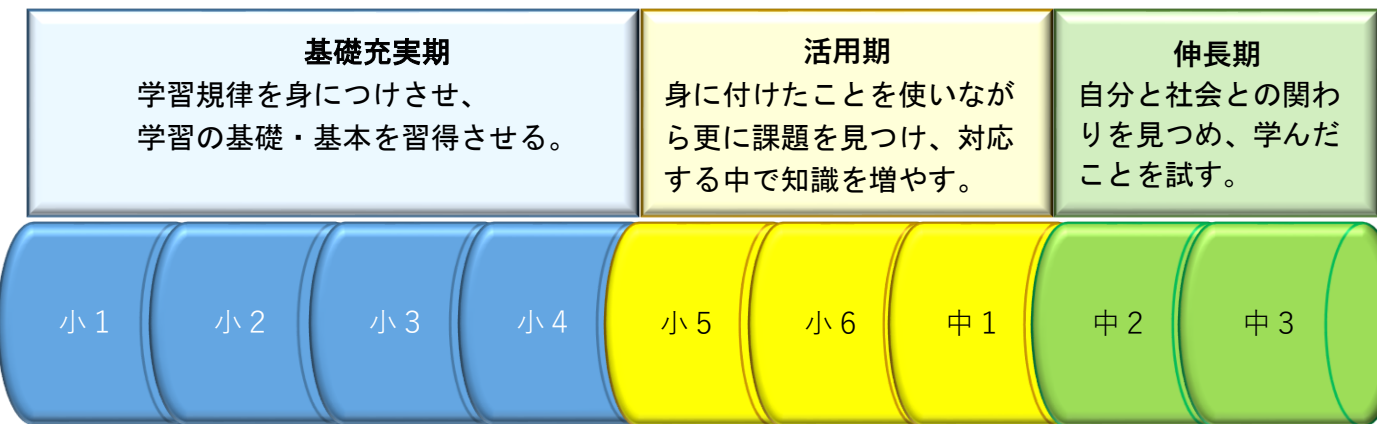 基礎充実期
学習規律を身につけさせ、
学習の基礎・基本を習得させる。
活用期
身に付けたことを使いなが
ら更に課題を見つけ、対応
する中で知識を増やす。
伸長期
自分と社会との関わ
りを見つめ、学んだ
ことを試す。
小１
小２
小３
小４
小５
小６
中１
中２
中３